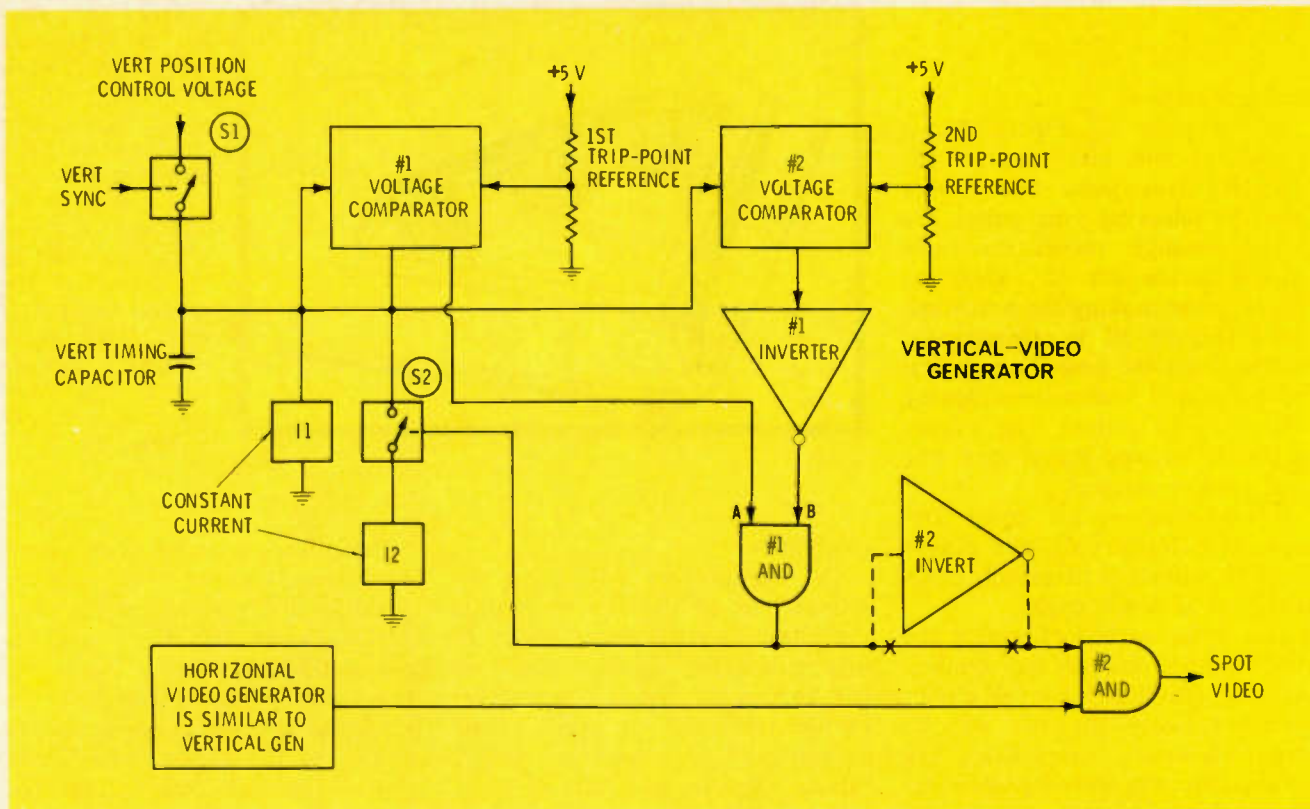 VERT POSITION
CONTROL VOLTAGE
S1
VERT
SYNC
#1
VOLTAGE
COMPARATOR
+5 V
1ST
TRIP-POINT
REFERENCE
#2
VOLTAGE
COMPARATOR
+5 V
2ND
TRIP-POINT
REFERENCE
VERT TIMING
CAPACITOR
S2
I1
CONSTANT
CURRENT
I2
#1
INVERTER
VERTICAL-VIDEO
GENERATOR
A
B
#1
AND
#2
INVERT
HORIZONTAL
VIDEO GENERATOR
IS SIMILAR TO
VERTICAL GEN
#2
AND
SPOT
VIDEO